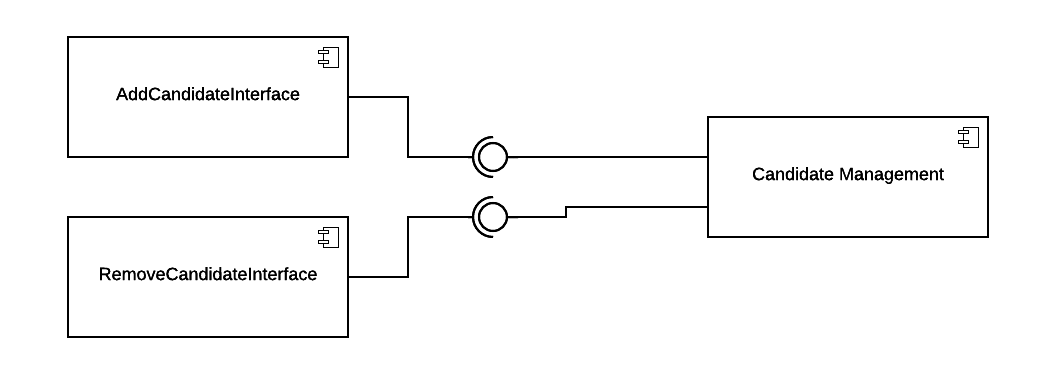 AddCandidateInterface
Candidate Management
RemoveCandidateInterface